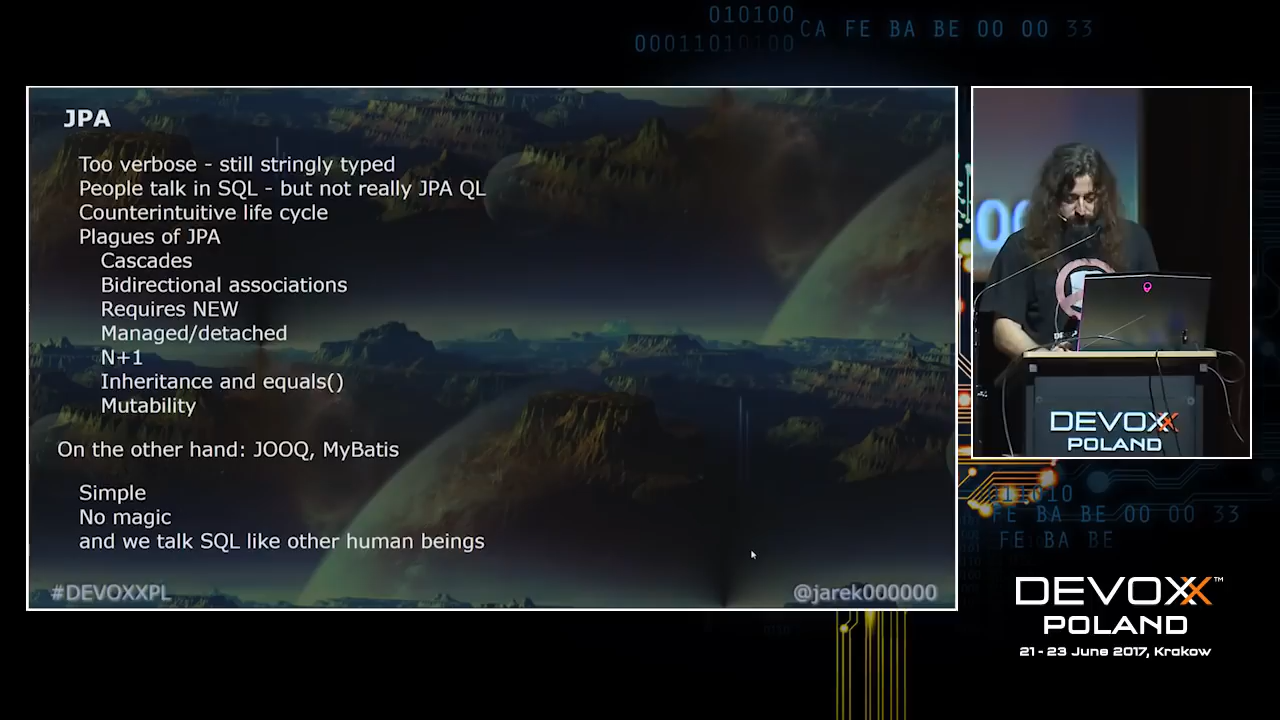 010100
00011010100
CA FE BA BE 00 00 33
JPA
Too verbose - still stringly typed
People talk in SQL - but not really JPA QL
Counterintuitive life cycle
Plagues of JPA
Cascades
Bidirectional associations
Requires NEW
Managed/detached
N+1
Inheritance and equals()
Mutability
On the other hand: JOOQ, MyBatis
Simple
No magic
and we talk SQL like other human beings
#DEVOXXPL
@jarek000000
00
DEVOXX
POLAND
FE BA BE 00 00 33
FE BA BE
DEVOXX™
POLAND
21 - 23 June 2017, Krakow